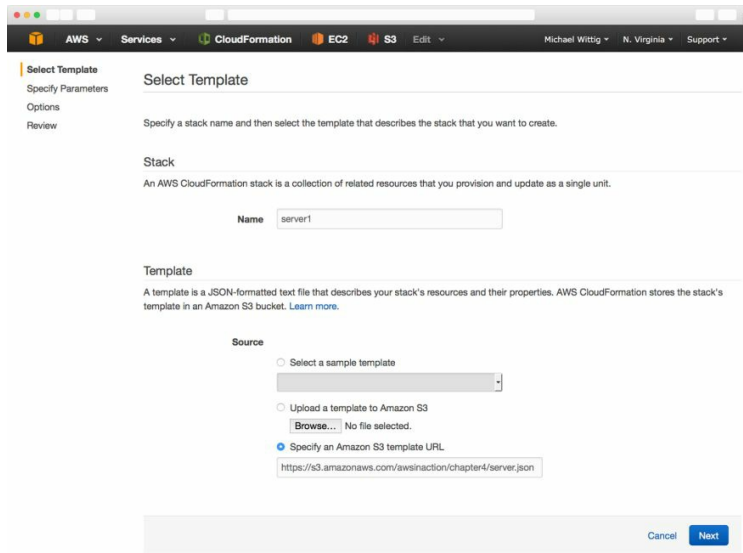 AWS Services CloudFormation EC2 S3 Edit Michael Wittig N. Virginia Support
Select Template
Specify Parameters
Options
Review
Select Template
Specify a stack name and then select the template that describes the stack that you want to create.
Stack
An AWS CloudFormation stack is a collection of related resources that you provision and update as a single unit.
Name server1
Template
A template is a JSON-formatted text file that describes your stack's resources and their properties. AWS CloudFormation stores the stack's
template in an Amazon S3 bucket. Learn more.
Source
Select a sample template
Upload a template to Amazon S3
Browse... No file selected.
Specify an Amazon S3 template URL
https://s3.amazonaws.com/awsinaction/chapter4/server.json
Cancel Next